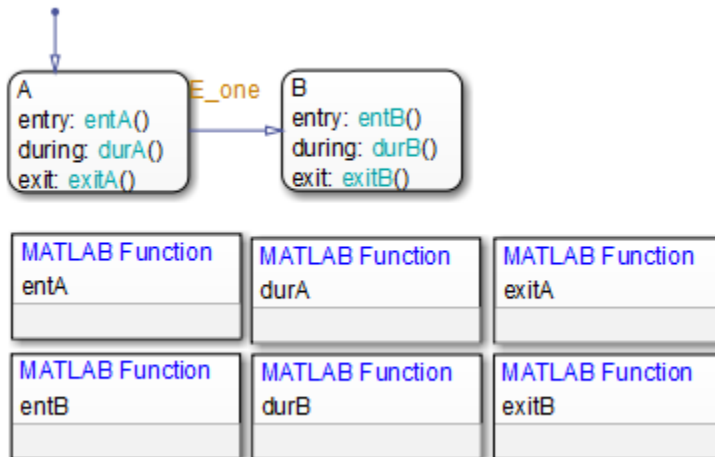 A
entry: entA()
during: durA()
exit: exitA()
E_one
B
entry: entB()
during: durB()
exit: exitB()
MATLAB Function
entA
MATLAB Function
durA
MATLAB Function
exitA
MATLAB Function
entB
MATLAB Function
durB
MATLAB Function
exitB